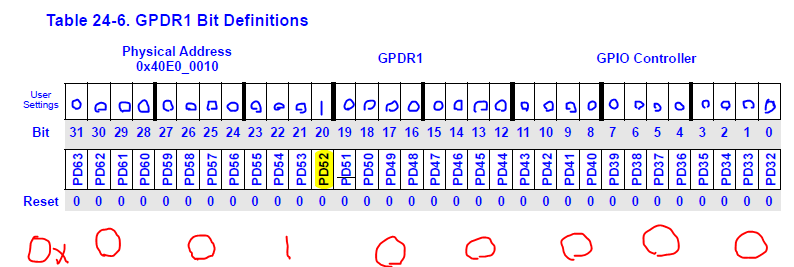 Table 24-6. GPDR1 Bit Definitions
Physical Address
0x40E0_0010 GPDR1 GPIO Controller
User
Settings 0 0 0 0 0 0 0 0 0 0 0 1 0 0 0 0 0 0 0 0 0 0 0 0 0 0 0 0 0 0 0 0
Bit 31 30 29 28 27 26 25 24 23 22 21 20 19 18 17 16 15 14 13 12 11 10 9 8 7 6 5 4 3 2 1 0
PD63 PD62 PD61 PD60 PD59 PD58 PD57 PD56 PD55 PD54 PD53 PD52 PD51 PD50 PD49 PD48 PD47 PD46 PD45 PD44 PD43 PD42 PD41 PD40 PD39 PD38 PD37 PD36 PD35 PD34 PD33 PD32
Reset 0 0 0 0 0 0 0 0 0 0 0 0 0 0 0 0 0 0 0 0 0 0 0 0 0 0 0 0 0 0 0 0
0x 0 0 1 0 0 0 0 0